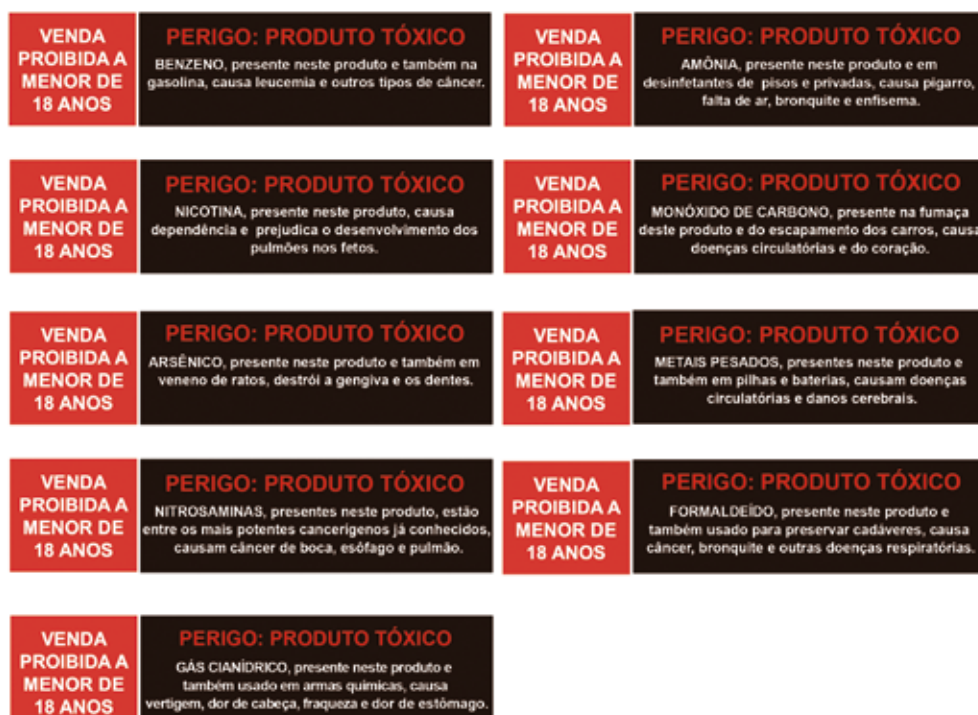 VENDA
PROIBIDA A
MENOR DE
18 ANOS
PERIGO: PRODUTO TÓXICO
BENZENO, presente neste produto e também na
gasolina, causa leucemia e outros tipos de câncer.
VENDA
PROIBIDA A
MENOR DE
18 ANOS
PERIGO: PRODUTO TÓXICO
AMÔNIA, presente neste produto e em
desinfetantes de pisos e privadas, causa pigarro,
falta de ar, bronquite e enfisema.
VENDA
PROIBIDA A
MENOR DE
18 ANOS
PERIGO: PRODUTO TÓXICO
NICOTINA, presente neste produto, causa
dependência e prejudica o desenvolvimento dos
pulmões nos fetos.
VENDA
PROIBIDA A
MENOR DE
18 ANOS
PERIGO: PRODUTO TÓXICO
MONÓXIDO DE CARBONO, presente na fumaça
deste produto e do escapamento dos carros, causa
doenças circulatórias e do coração.
VENDA
PROIBIDA A
MENOR DE
18 ANOS
PERIGO: PRODUTO TÓXICO
ARSÊNICO, presente neste produto e também em
veneno de ratos, destrói a gengiva e os dentes.
VENDA
PROIBIDA A
MENOR DE
18 ANOS
PERIGO: PRODUTO TÓXICO
METAIS PESADOS, presentes neste produto e
também em pilhas e baterias, causam doenças
circulatórias e danos cerebrais.
VENDA
PROIBIDA A
MENOR DE
18 ANOS
PERIGO: PRODUTO TÓXICO
NITROSAMINAS, presentes neste produto, estão
entre os mais potentes cancerígenos já conhecidos,
causam câncer de boca, esôfago e pulmão.
VENDA
PROIBIDA A
MENOR DE
18 ANOS
PERIGO: PRODUTO TÓXICO
FORMALDEÍDO, presente neste produto e
também usado para preservar cadáveres, causa
câncer, bronquite e outras doenças respiratórias.
VENDA
PROIBIDA A
MENOR DE
18 ANOS
PERIGO: PRODUTO TÓXICO
GÁS CIANÍDRICO, presente neste produto e
também usado em armas químicas, causa
vertigem, dor de cabeça, fraqueza e dor de estômago.